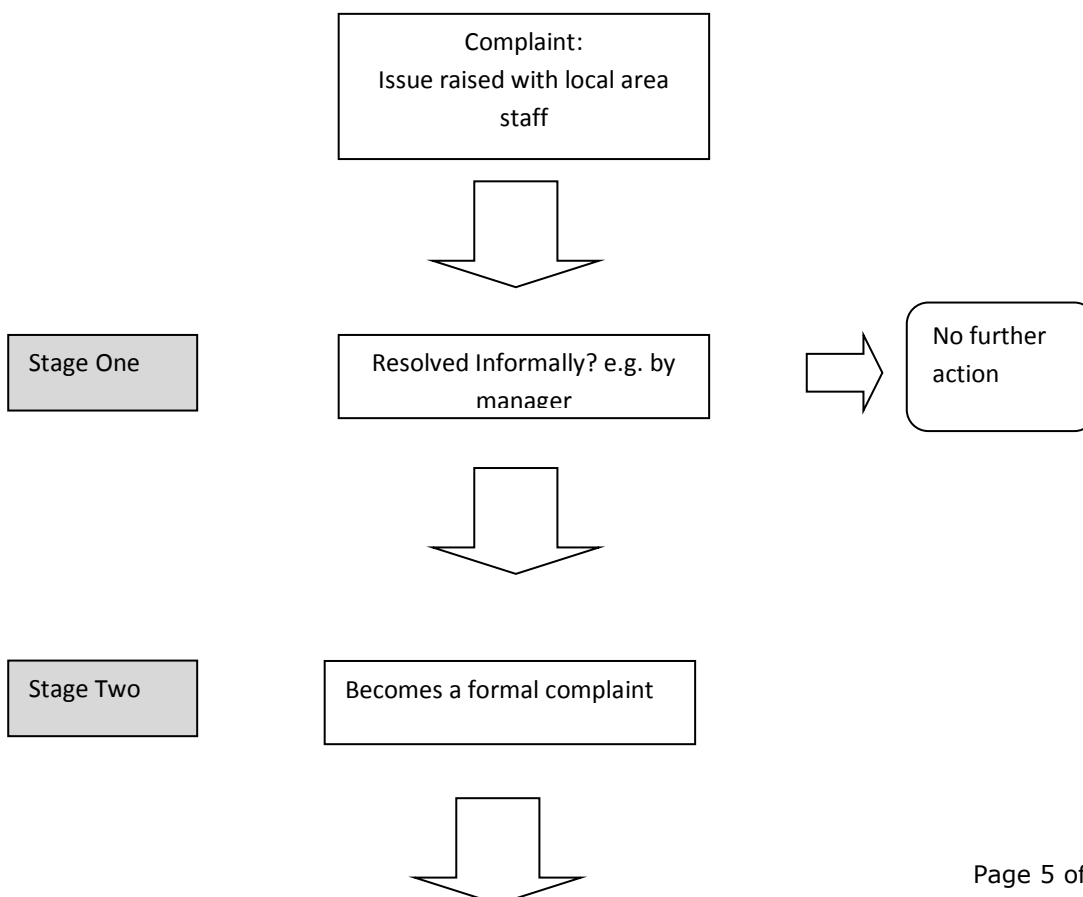 Complaint:
Issue raised with local area
staff
Stage One
Resolved Informally? e.g. by
manager
No further
action
Stage Two
Becomes a formal complaint
Page 5 of